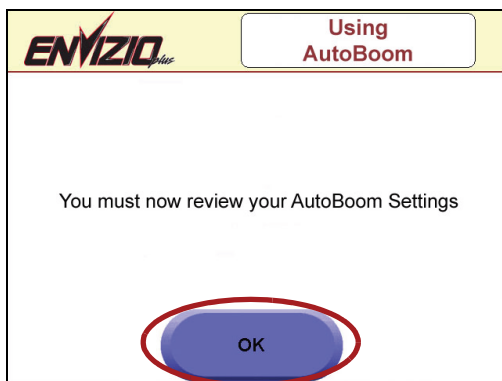 ENVIZIO plus
Using
AutoBoom
You must now review your AutoBoom Settings
OK